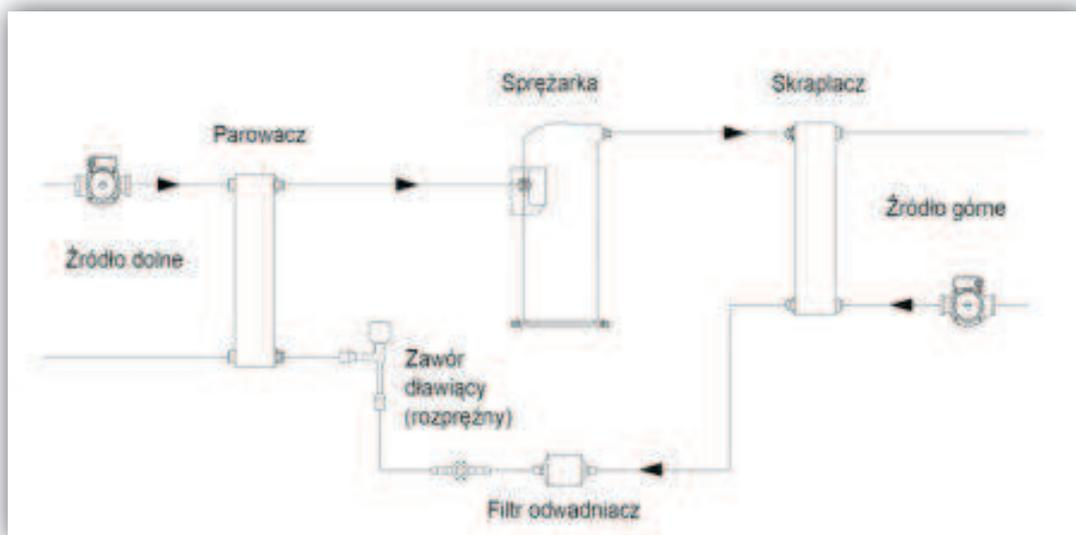 Sprężarka
Skraplacz
Parowacz
Źródło górne
Źródło dolne
Zawór
dławiący
(rozprężny)
Filtr odwadniacz